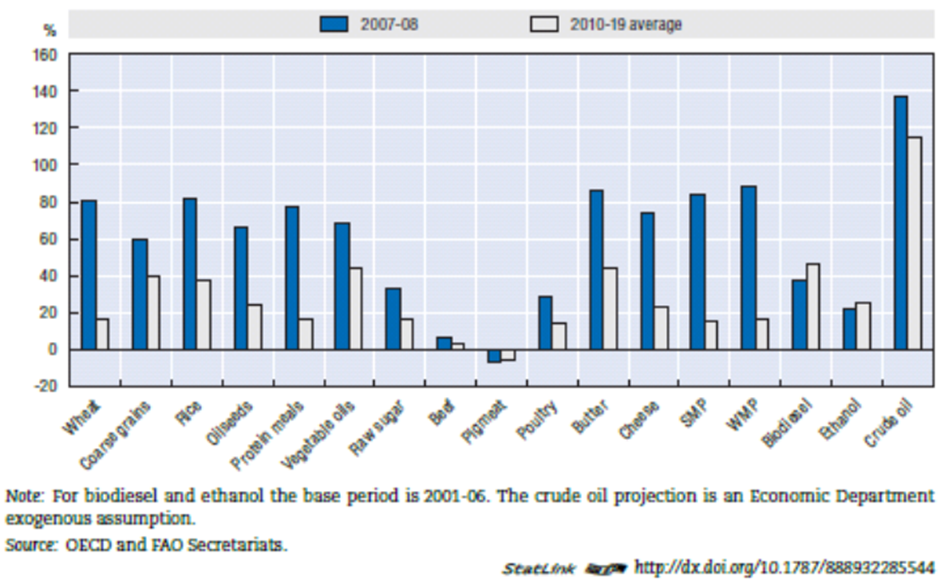 2007-08
2010-19 average
%
160
140
120
100
80
60
40
20
0
-20
Wheat
Coarse grains
Rice
Oilseeds
Protein meals
Vegetable oils
Raw sugar
Beef
Pigmeat
Poultry
Butter
Cheese
SMP
WMP
Biodiesel
Ethanol
Crude oil
Note: For biodiesel and ethanol the base period is 2001-06. The crude oil projection is an Economic Department
exogenous assumption.
Source: OECD and FAO Secretariats.
StatLink http://dx.doi.org/10.1787/888932285544